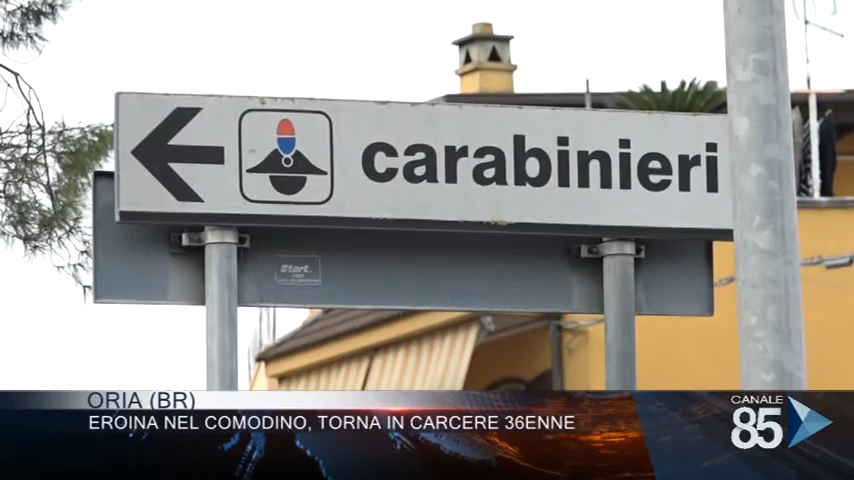 carabinieri
Start
ORIA (BR)
EROINA NEL COMODINO, TORNA IN CARCERE 36ENNE
CANALE
85